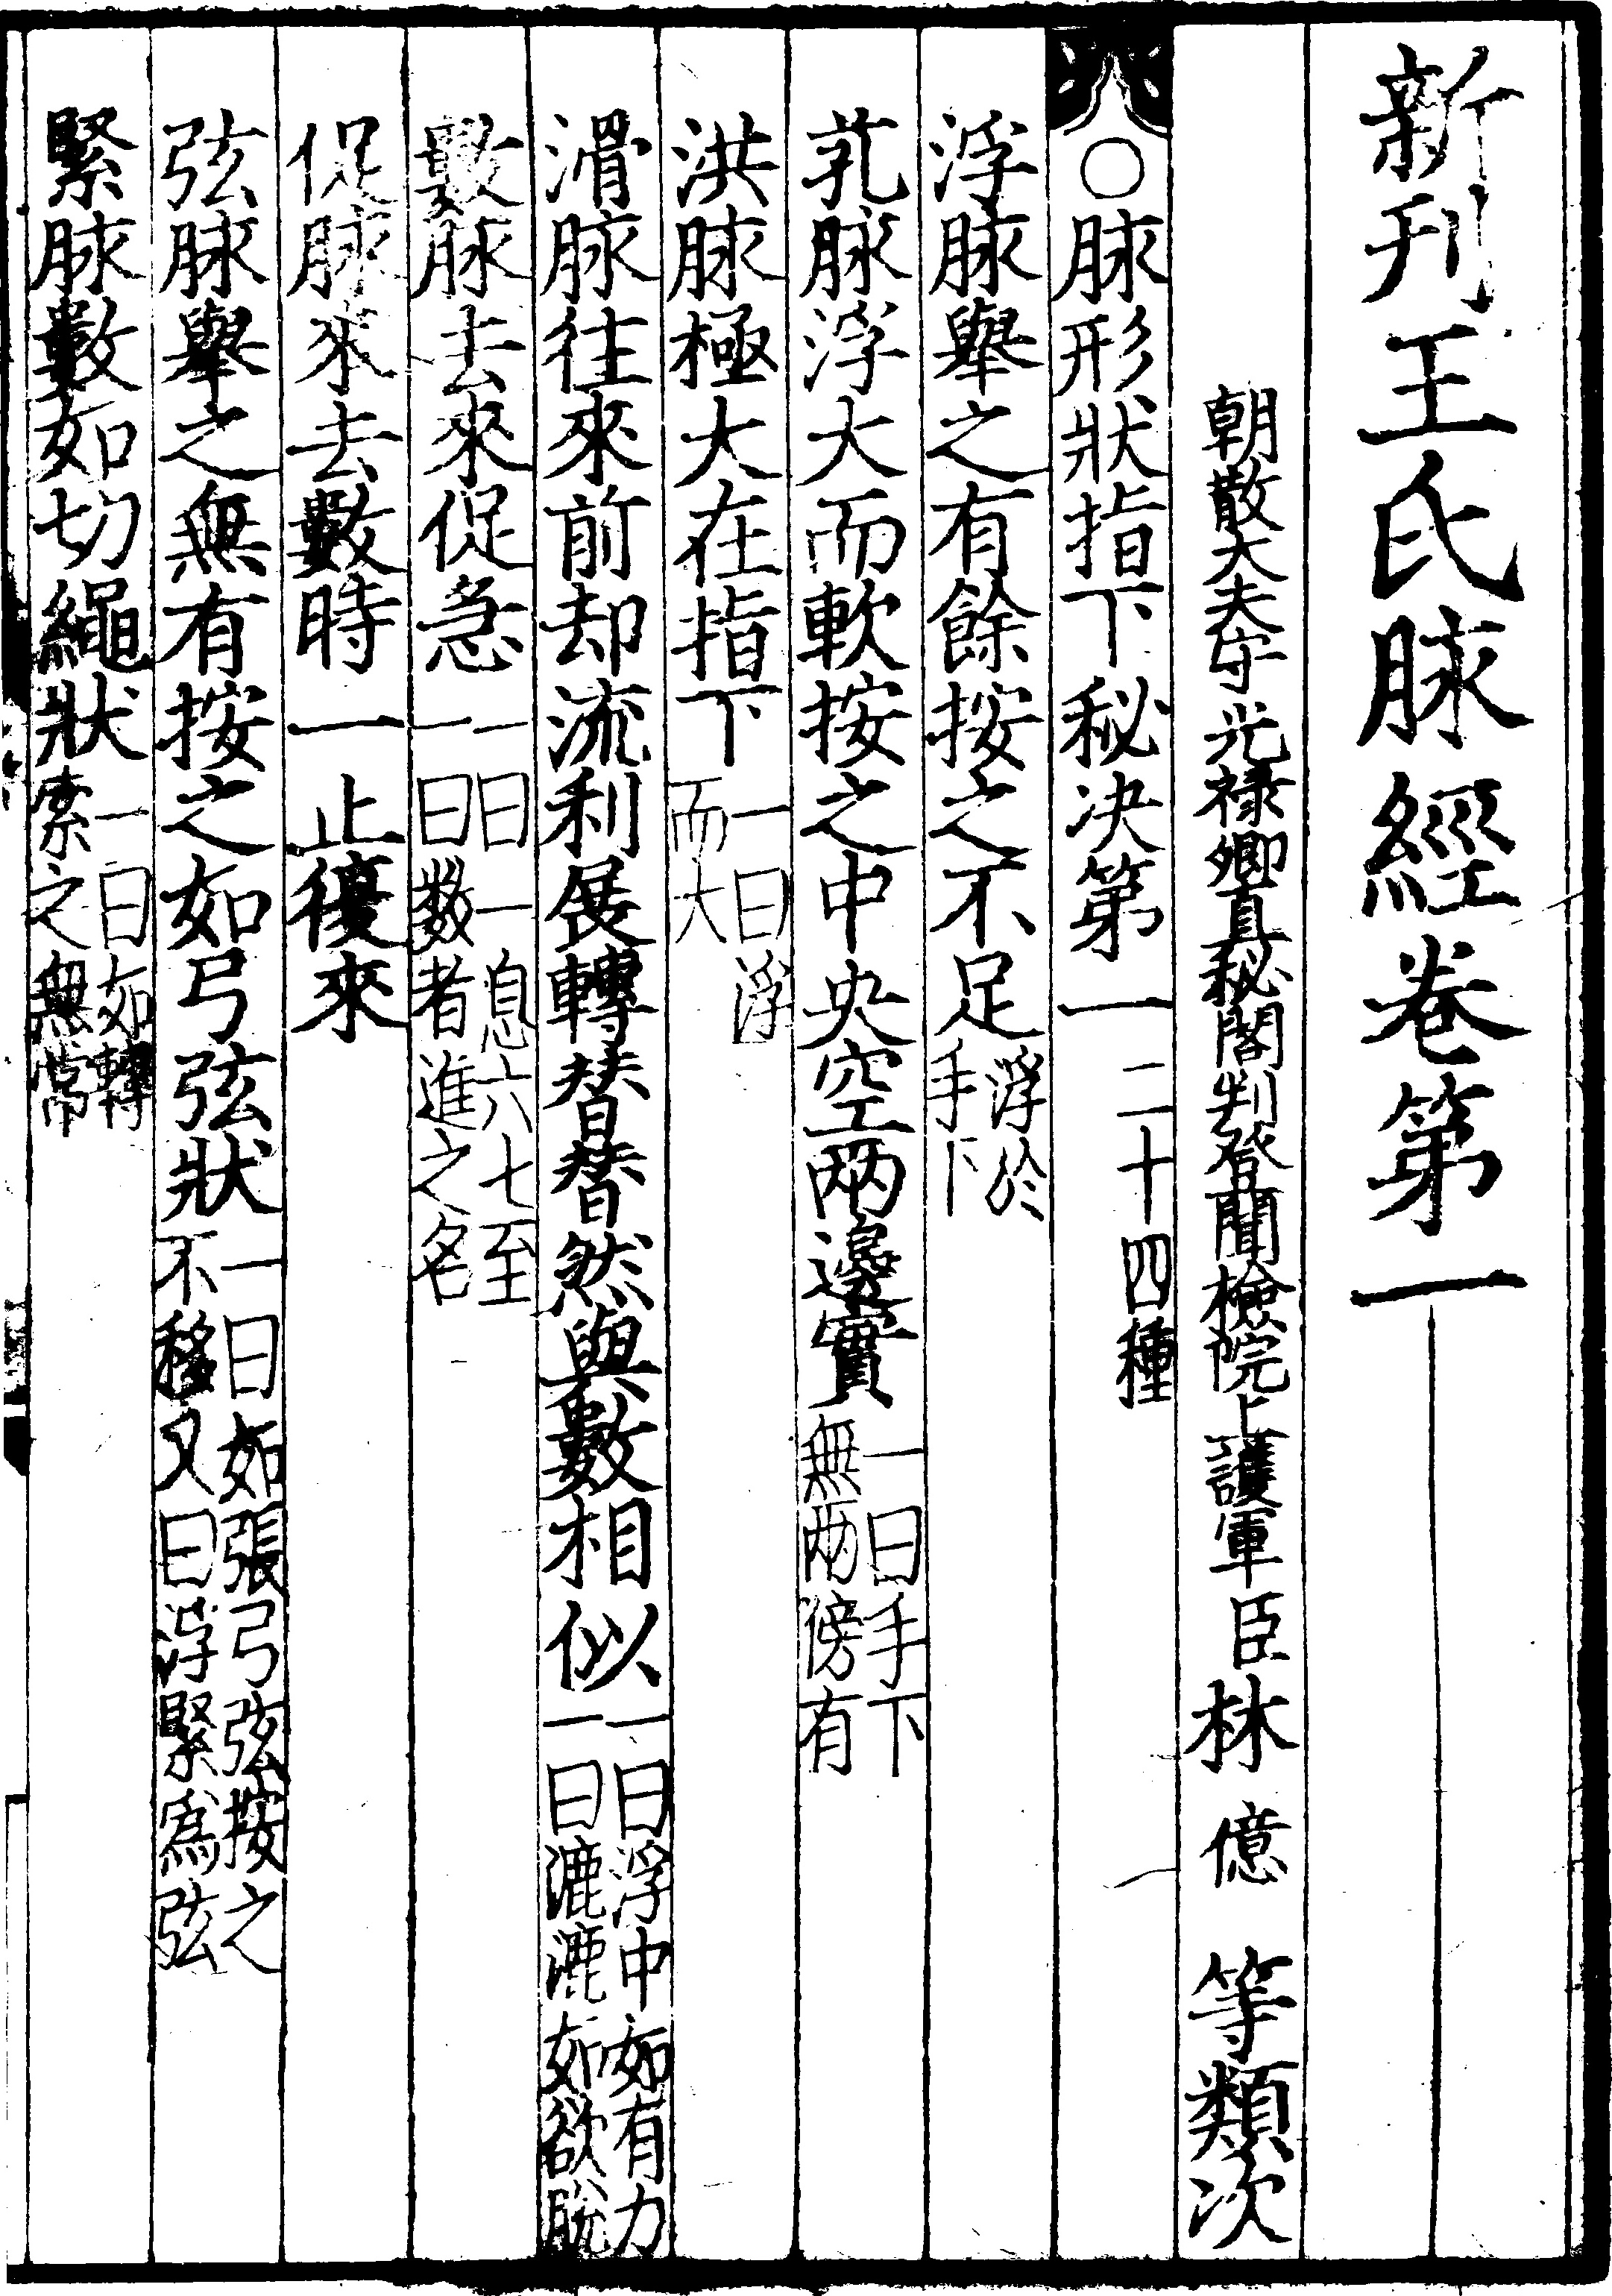 新刋王氏脉經卷第一
朝散大夫守光祿卿直秘閣判登聞檢院上護軍臣林億等類次
○脉形狀指下秘决第一二十四種
浮脉舉之有餘按之不足浮於手下
芤脉浮大而軟按之中央空兩邊實一曰手下無兩傍有
洪脉極大在指下一曰浮而大
滑脉往來前却流利展轉替替然與數相似一曰浮中如有力一曰漉漉如欲脫
數脉去來促急一曰一息六七至一曰数者進之名
促脉來去數時一止復來
弦脉舉之無有按之如弓弦狀一曰如張弓弦按之不移又曰浮緊爲弦
緊脉數如切繩狀一曰如轉索之無常